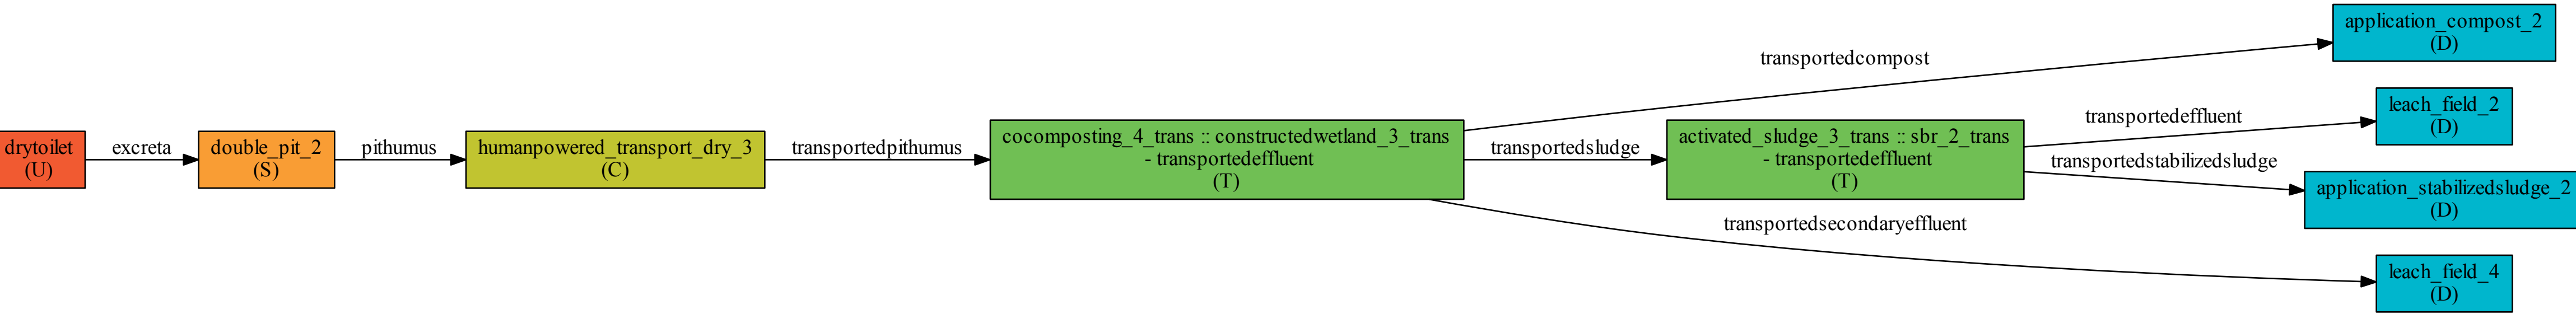 drytoilet
(U)
excreta
double_pit_2
(S)
pithumus
humanpowered_transport_dry_3
(C)
transportedpithumus
cocomposting_4_trans :: constructedwetland_3_trans
- transportedeffluent
(T)
transportedcompost
transportedsludge
transportedsecondaryeffluent
activated_sludge_3_trans :: sbr_2_trans
- transportedeffluent
(T)
transportedeffluent
transportedstabilizedsludge
application_compost_2
(D)
leach_field_2
(D)
application_stabilizedsludge_2
(D)
leach_field_4
(D)